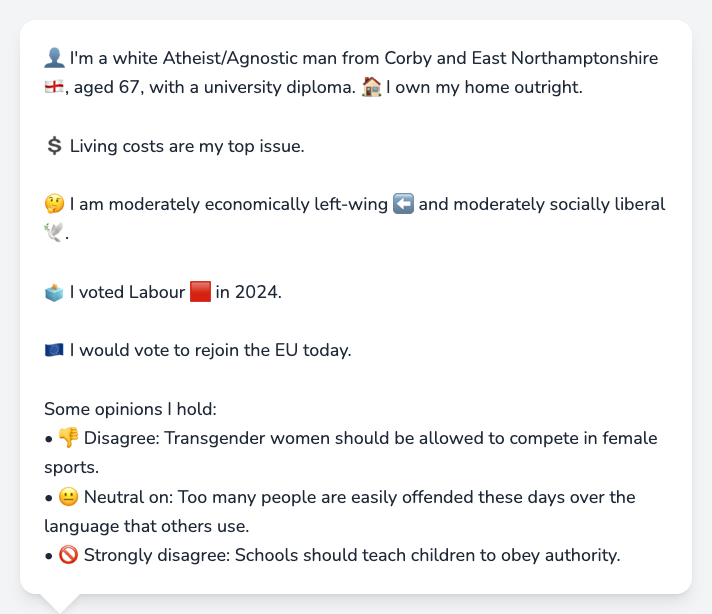 👤 I'm a white Atheist/Agnostic man from Corby and East Northamptonshire
🏴󠁧󠁢󠁥󠁮󠁧󠁿, aged 67, with a university diploma. 🏠 I own my home outright.
💲 Living costs are my top issue.
🤔 I am moderately economically left-wing ⬅️ and moderately socially liberal
🕊️.
🗳️ I voted Labour 🟥 in 2024.
🇪🇺 I would vote to rejoin the EU today.
Some opinions I hold:
• 👎 Disagree: Transgender women should be allowed to compete in female
sports.
• 😐 Neutral on: Too many people are easily offended these days over the
language that others use.
• 🚫 Strongly disagree: Schools should teach children to obey authority.